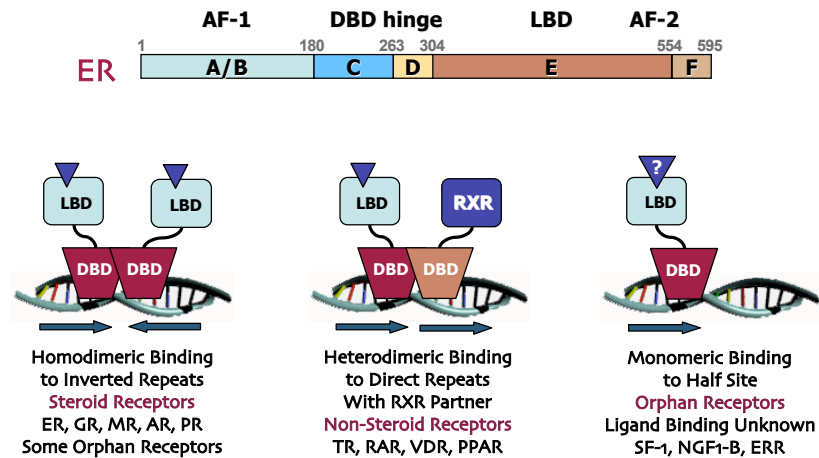 AF-1 DBD hinge LBD AF-2
1 180 263 304 554 595
ER A/B C D E F
LBD LBD
DBD DBD
LBD RXR
DBD DBD
?
LBD
DBD
Homodimeric Binding
to Inverted Repeats
Steroid Receptors
ER, GR, MR, AR, PR
Some Orphan Receptors
Heterodimeric Binding
to Direct Repeats
With RXR Partner
Non-Steroid Receptors
TR, RAR, VDR, PPAR
Monomeric Binding
to Half Site
Orphan Receptors
Ligand Binding Unknown
SF-1, NGF1-B, ERR